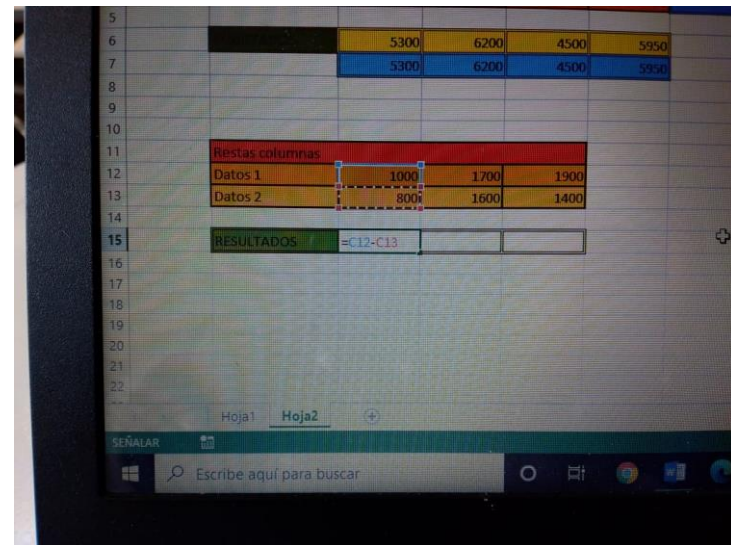 5
6 5300 6200 4500 5950
7 5300 6200 4500 5950
8
9
10
11 Restas columnas
12 Datos 1 1000 1700 1900
13 Datos 2 800 1600 1400
14
15 RESULTADOS =C12-C13
16
17
18
19
20
21
22
Hoja1 Hoja2
SEÑALAR
Escribe aquí para buscar